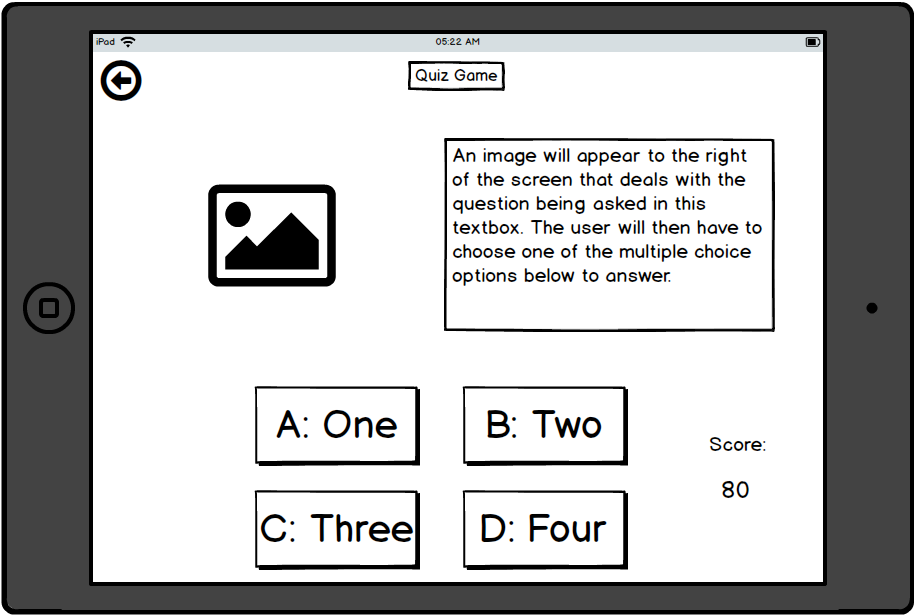 iPad
05:22 AM
Quiz Game
An image will appear to the right
of the screen that deals with the
question being asked in this
textbox. The user will then have to
choose one of the multiple choice
options below to answer.
A: One
B: Two
C: Three
D: Four
Score:
80